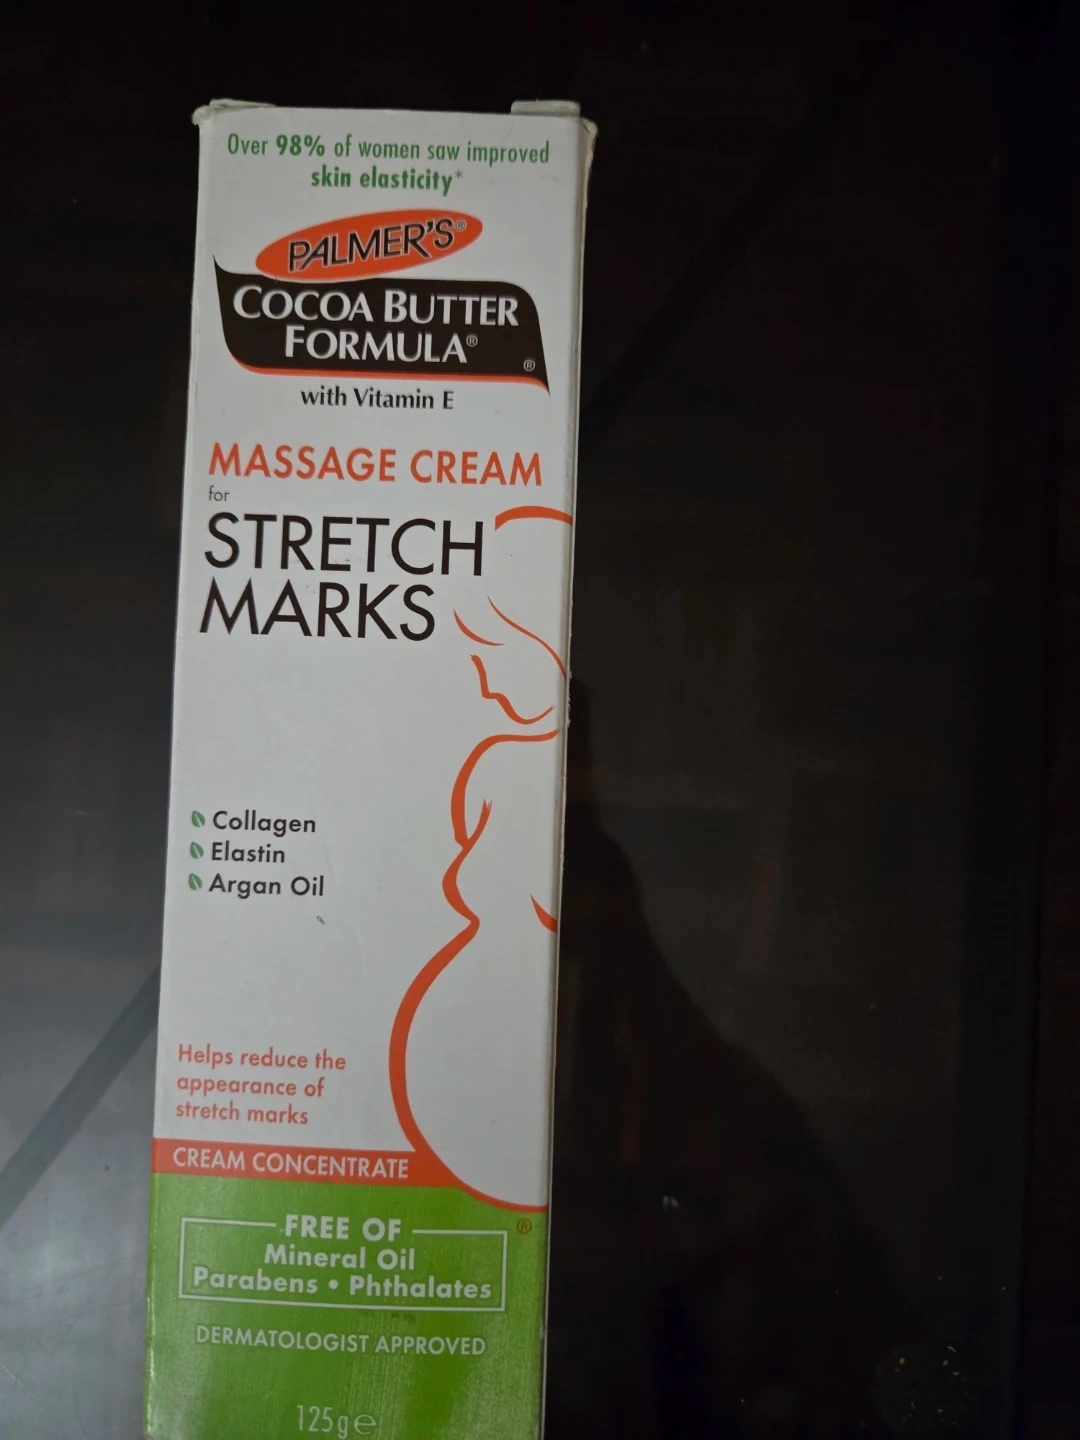 Over 98% of women saw improved
skin elasticity*
PALMER'S®
COCOA BUTTER
FORMULA®
®
with Vitamin E
MASSAGE CREAM
for
STRETCH
MARKS
Collagen
Elastin
Argan Oil
Helps reduce the
appearance of
stretch marks
CREAM CONCENTRATE
®
FREE OF
Mineral Oil
Parabens • Phthalates
DERMATOLOGIST APPROVED
125g℮